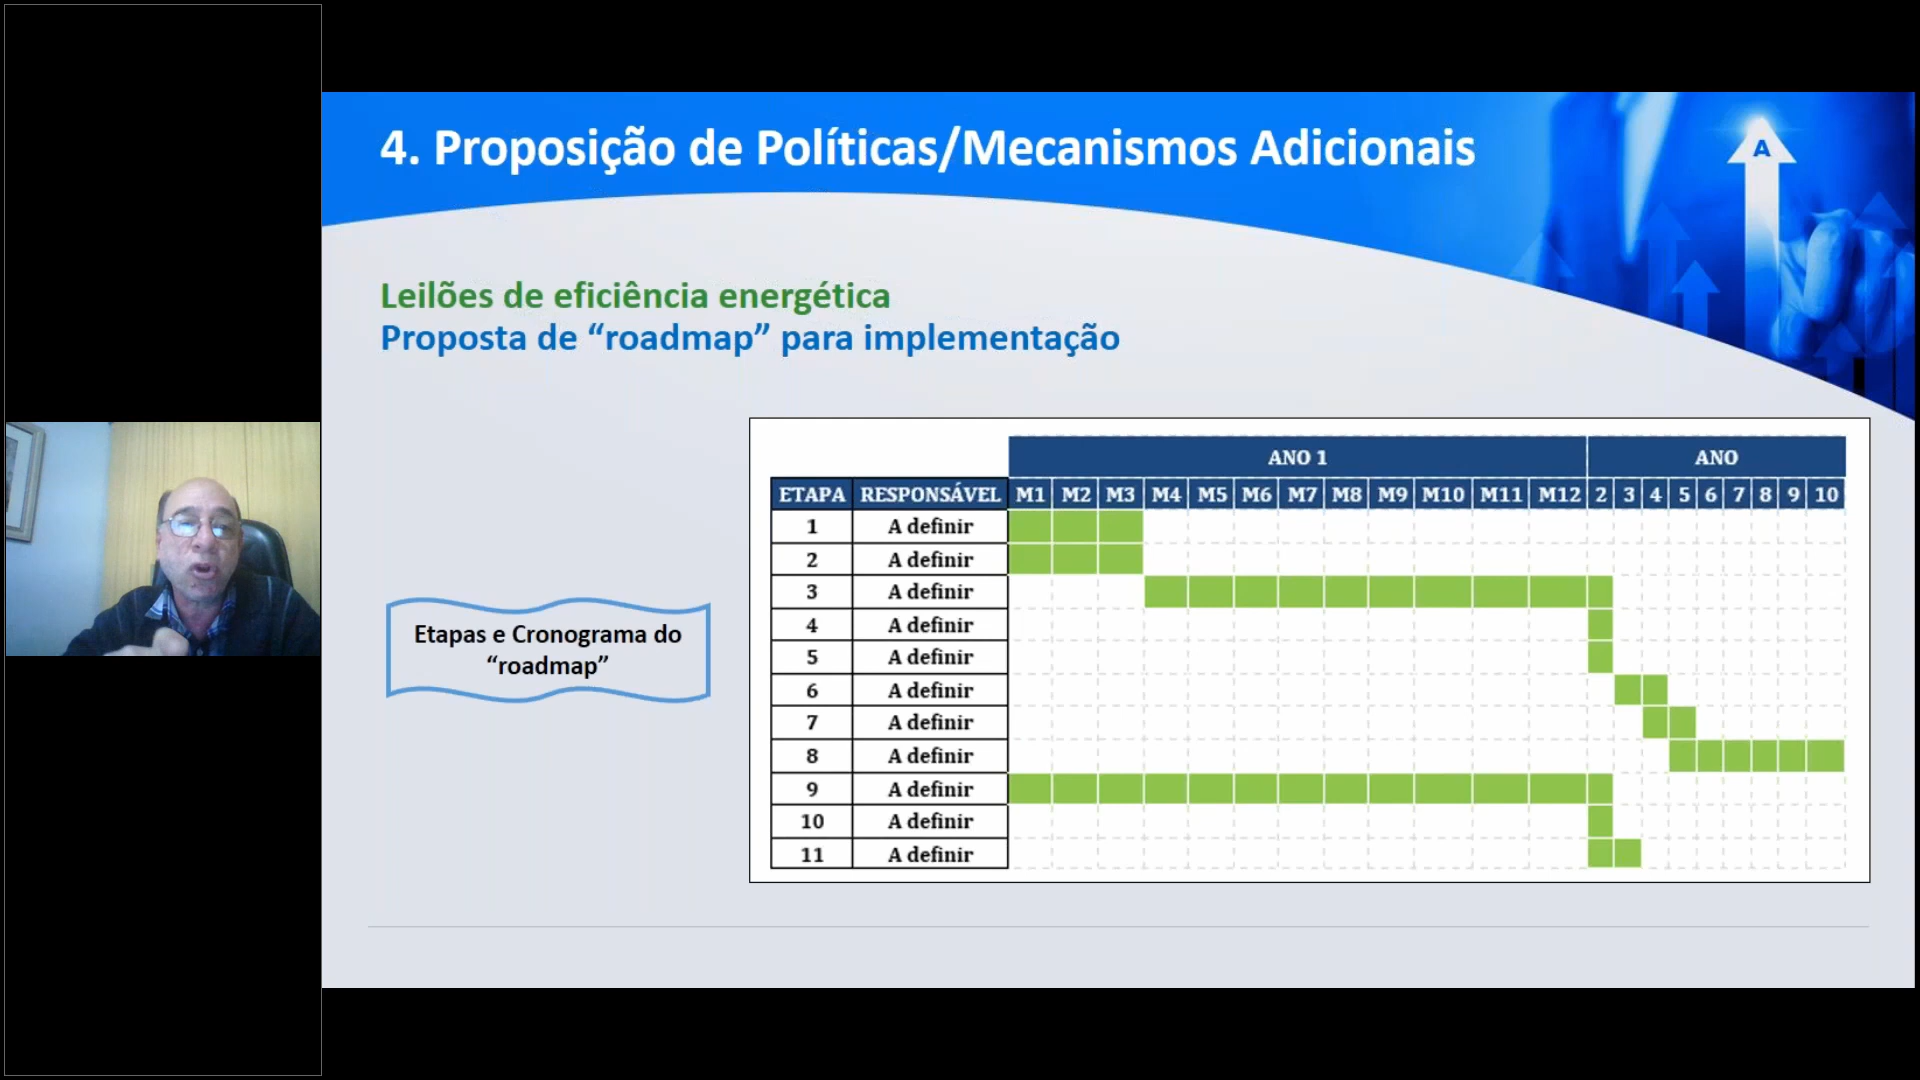 4. Proposição de Políticas/Mecanismos Adicionais
A
Leilões de eficiência energética
Proposta de “roadmap” para implementação
Etapas e Cronograma do
“roadmap”
ANO 1 ANO
ETAPA RESPONSÁVEL M1 M2 M3 M4 M5 M6 M7 M8 M9 M10 M11 M12 2 3 4 5 6 7 8 9 10
1 A definir
2 A definir
3 A definir
4 A definir
5 A definir
6 A definir
7 A definir
8 A definir
9 A definir
10 A definir
11 A definir